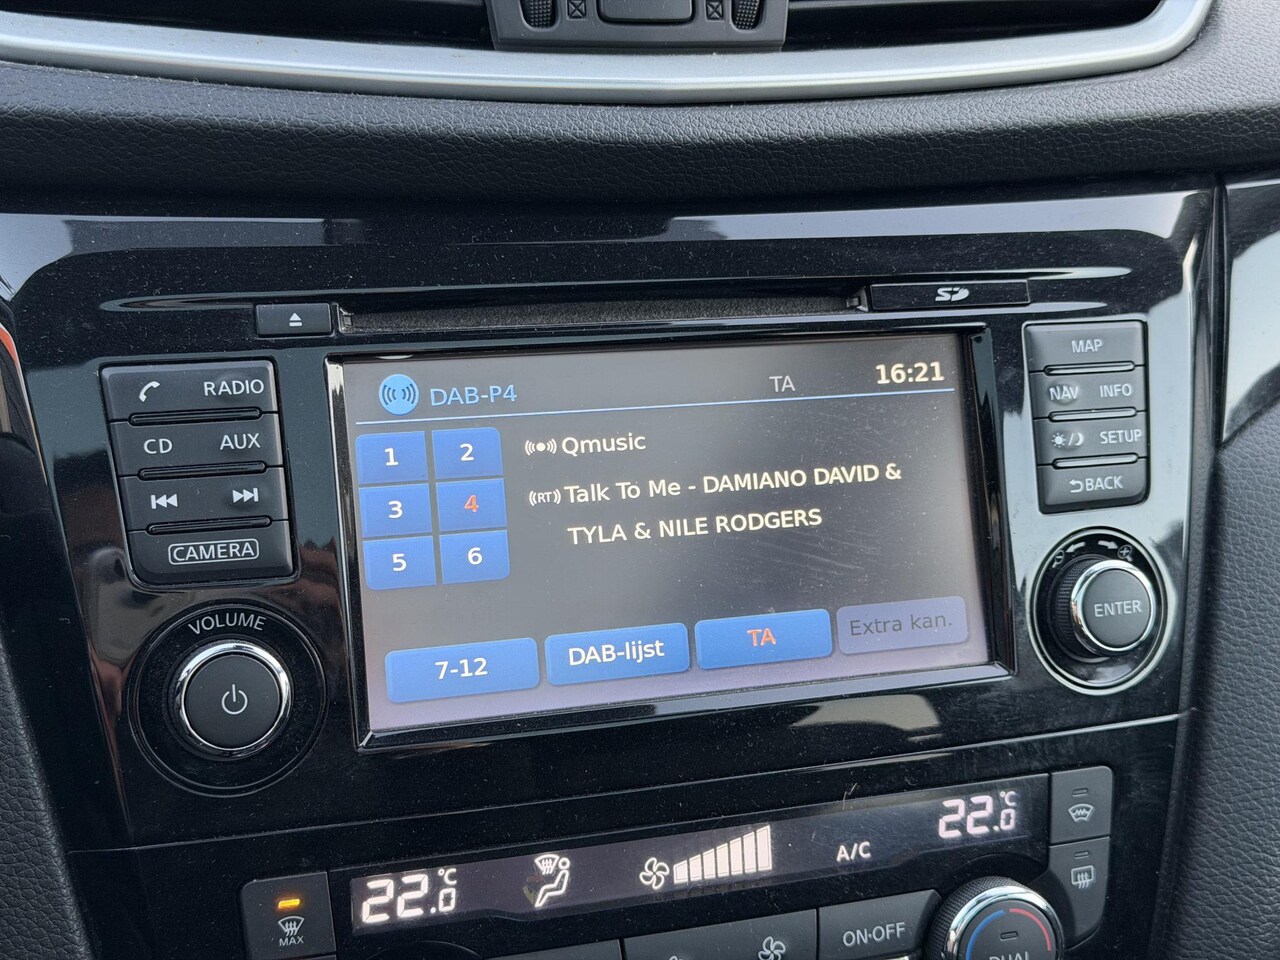 SD
MAP
NAV INFO
SETUP
BACK
ENTER
RADIO
CD AUX
CAMERA
VOLUME
DAB-P4 TA 16:21
1 2
3 4
5 6
Qmusic
(RT) Talk To Me - DAMIANO DAVID &
TYLA & NILE RODGERS
7-12 DAB-lijst TA Extra kan.
22.0 °C A/C 22.0 °C
MAX
ON·OFF
DUAL